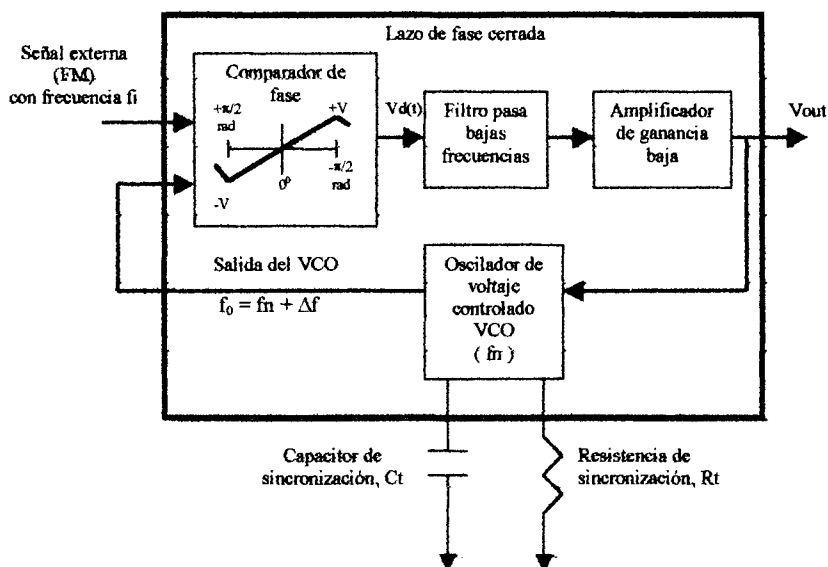 Lazo de fase cerrada
Señal externa
(FM)
con frecuencia fi
Comparador de
fase
+π/2
rad
+V
0º
-π/2
rad
-V
Vd(t)
Filtro pasa
bajas
frecuencias
Amplificador
de ganancia
baja
Vout
Salida del VCO
f₀ = fn + Δf
Oscilador de
voltaje
controlado
VCO
( fn )
Capacitor de
sincronización, Ct
Resistencia de
sincronización, Rt